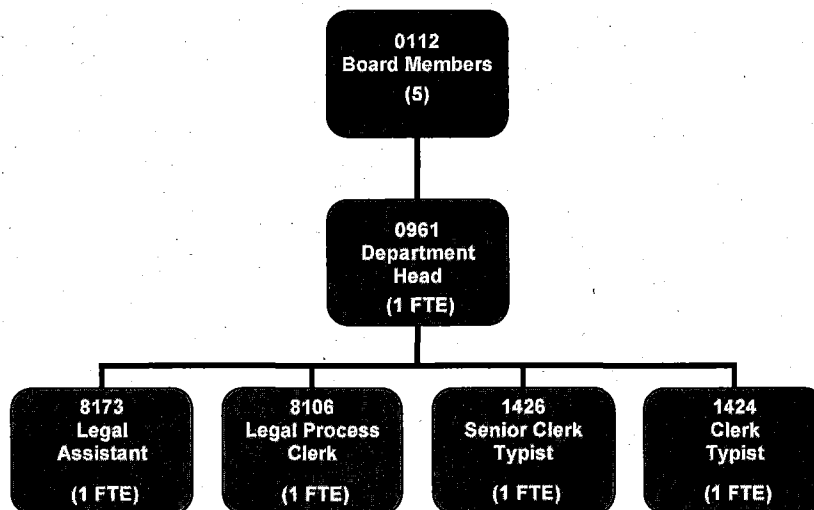 0112
Board Members
(5)
0961
Department
Head
(1 FTE)
8173
Legal
Assistant
(1 FTE)
8106
Legal Process
Clerk
(1 FTE)
1426
Senior Clerk
Typist
(1 FTE)
1424
Clerk
Typist
(1 FTE)